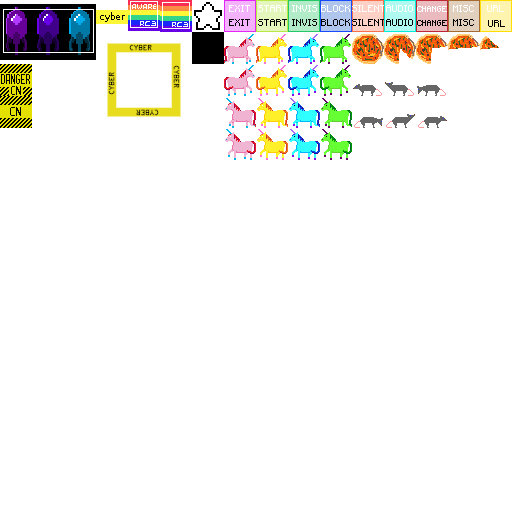 cyber
AWARE
RC3
RC3
EXIT START INVIS BLOCK SILENT AUDIO CHANGE MISC URL
EXIT START INVIS BLOCK SILENT AUDIO CHANGE MISC URL
CYBER
CYBER
CYBER
CYBER
DANGER
CN
CN